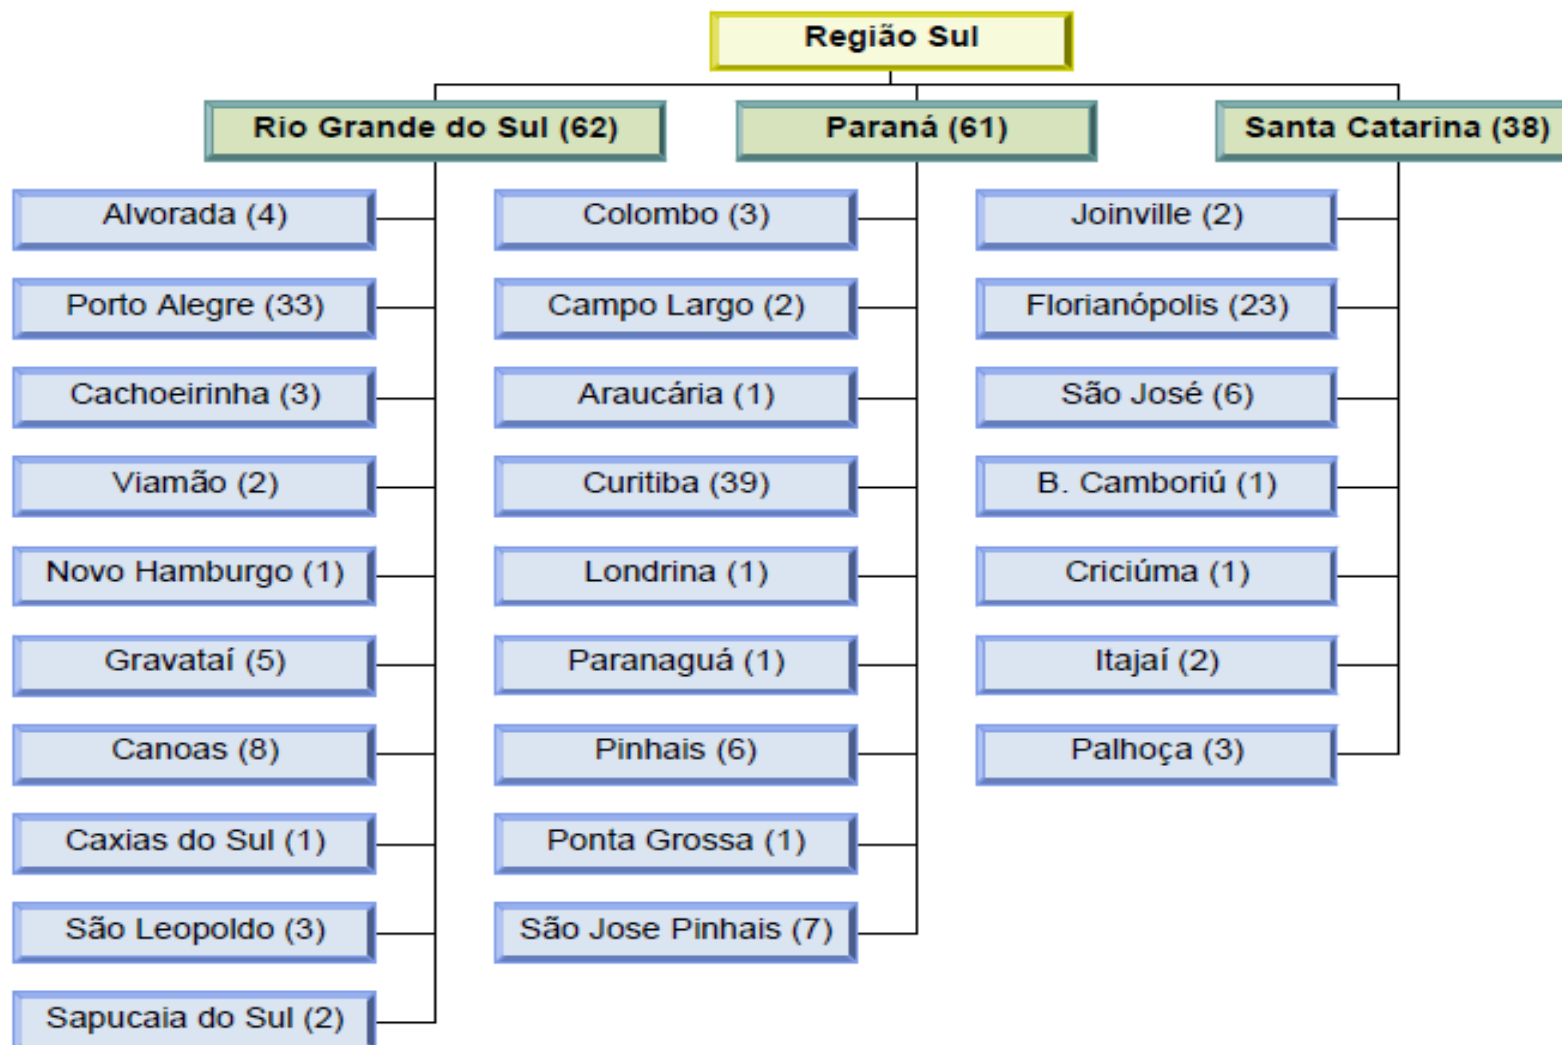 Região Sul
Rio Grande do Sul (62)
Paraná (61)
Santa Catarina (38)
Alvorada (4)
Porto Alegre (33)
Cachoeirinha (3)
Viamão (2)
Novo Hamburgo (1)
Gravataí (5)
Canoas (8)
Caxias do Sul (1)
São Leopoldo (3)
Sapucaia do Sul (2)
Colombo (3)
Campo Largo (2)
Araucária (1)
Curitiba (39)
Londrina (1)
Paranaguá (1)
Pinhais (6)
Ponta Grossa (1)
São Jose Pinhais (7)
Joinville (2)
Florianópolis (23)
São José (6)
B. Camboriú (1)
Criciúma (1)
Itajaí (2)
Palhoça (3)